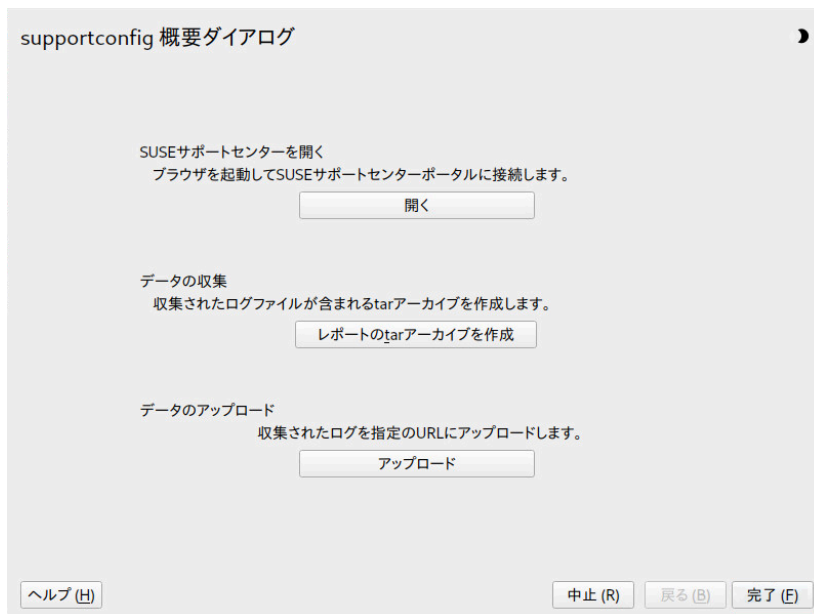 supportconfig 概要ダイアログ
SUSEサポートセンターを開く
ブラウザを起動してSUSEサポートセンターポータルに接続します。
開く
データの収集
収集されたログファイルが含まれるtarアーカイブを作成します。
レポートのtarアーカイブを作成
データのアップロード
収集されたログを指定のURLにアップロードします。
アップロード
ヘルプ (H) 中止 (R) 戻る (B) 完了 (F)